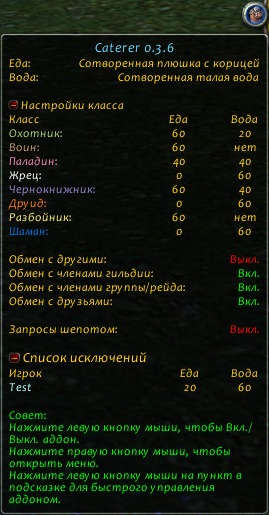 Caterer 0.3.6
Еда: Сотворенная плюшка с корицей
Вода: Сотворенная талая вода
Настройки класса
Класс Еда Вода
Охотник: 60 20
Воин: 60 нет
Паладин: 40 40
Жрец: 0 60
Чернокнижник: 60 40
Друид: 0 60
Разбойник: 60 нет
Шаман: 0 60
Обмен с другими: Выкл.
Обмен с членами гильдии: Вкл.
Обмен с членами группы/рейда: Вкл.
Обмен с друзьями: Вкл.
Запросы шепотом: Выкл.
Список исключений
Игрок Еда Вода
Test 20 60
Совет:
Нажмите левую кнопку мыши, чтобы Вкл./
Выкл. аддон.
Нажмите правую кнопку мыши, чтобы
открыть меню.
Нажмите левую кнопку мыши на пункт в
подсказке для быстрого управления
аддоном.